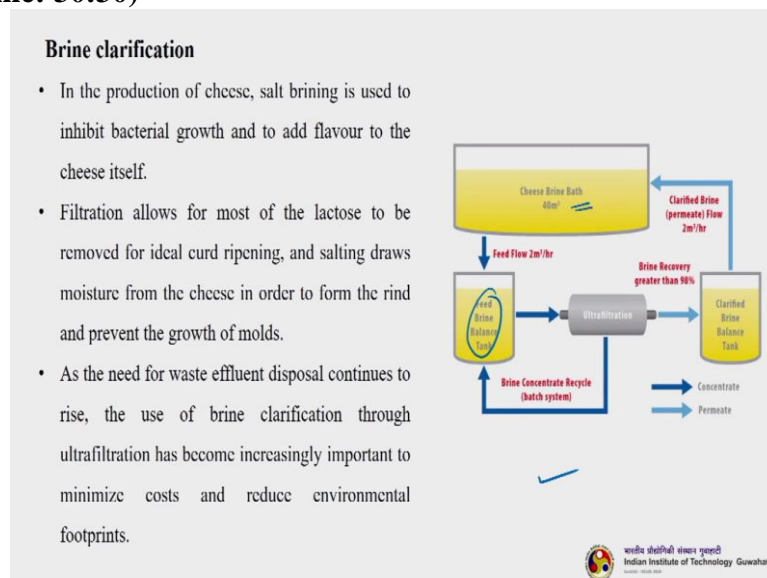 Brine clarification
• In the production of cheese, salt brining is used to
inhibit bacterial growth and to add flavour to the
cheese itself.
• Filtration allows for most of the lactose to be
removed for ideal curd ripening, and salting draws
moisture from the cheese in order to form the rind
and prevent the growth of molds.
• As the need for waste effluent disposal continues to
rise, the use of brine clarification through
ultrafiltration has become increasingly important to
minimize costs and reduce environmental
footprints.
Cheese Brine Bath
40m³
Clarified Brine
(permeate) Flow
2m³/hr
Feed Flow 2m³/hr
Brine Recovery
greater than 98%
Feed
Brine
Balance
Tank
Ultrafiltration
Clarified
Brine
Balance
Tank
Brine Concentrate Recycle
(batch system)
Concentrate
Permeate
भारतीय प्रौद्योगिकी संस्थान गुवाहाटी
Indian Institute of Technology Guwahati